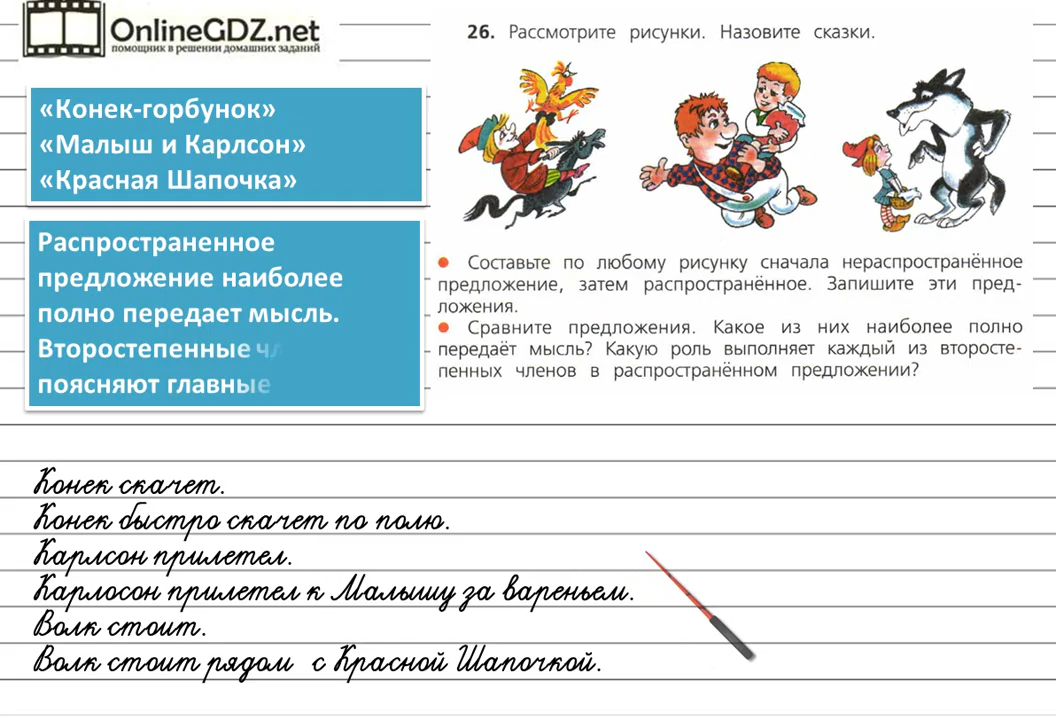 OnlineGDZ.net
помощник в решении домашних заданий
«Конек-горбунок»
«Малыш и Карлсон»
«Красная Шапочка»
Распространенное
предложение наиболее
полно передает мысль.
Второстепенные
поясняют главные
26. Рассмотрите рисунки. Назовите сказки.
• Составьте по любому рисунку сначала нераспространённое
предложение, затем распространённое. Запишите эти пред-
ложения.
• Сравните предложения. Какое из них наиболее полно
передаёт мысль? Какую роль выполняет каждый из второсте-
пенных членов в распространённом предложении?
Конек скачет.
Конек быстро скачет по полю.
Карлсон прилетел.
Карлосон прилетел к Малышу за вареньем.
Волк стоит.
Волк стоит рядом с Красной Шапочкой.